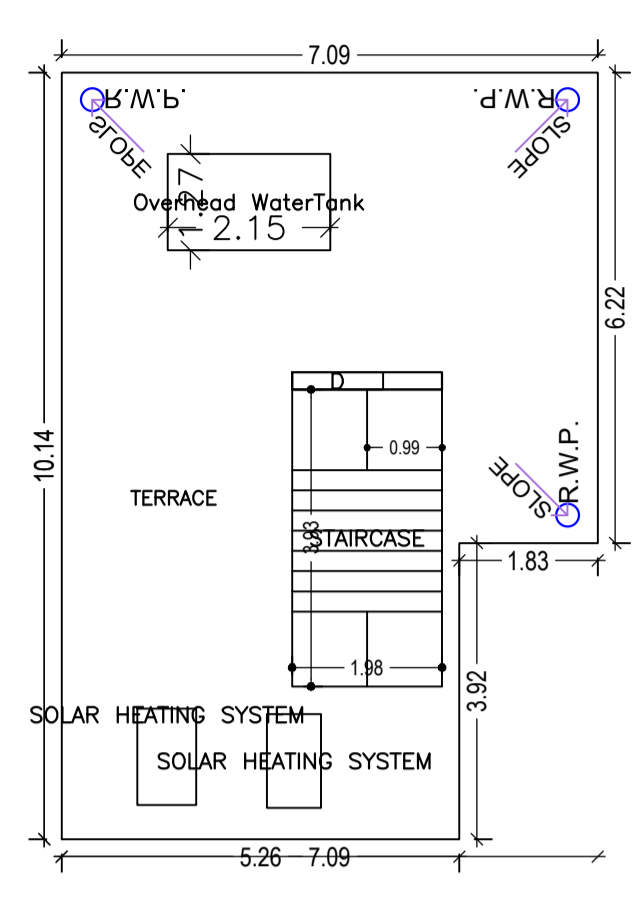 7.09
R.W.P.
R.W.P.
SLOPE
SLOPE
1.27
Overhead WaterTank
2.15
6.22
D
0.99
10.14
R.W.P.
SLOPE
TERRACE
3.93
STAIRCASE
1.83
1.98
3.92
SOLAR HEATING SYSTEM
SOLAR HEATING SYSTEM
5.26
7.09